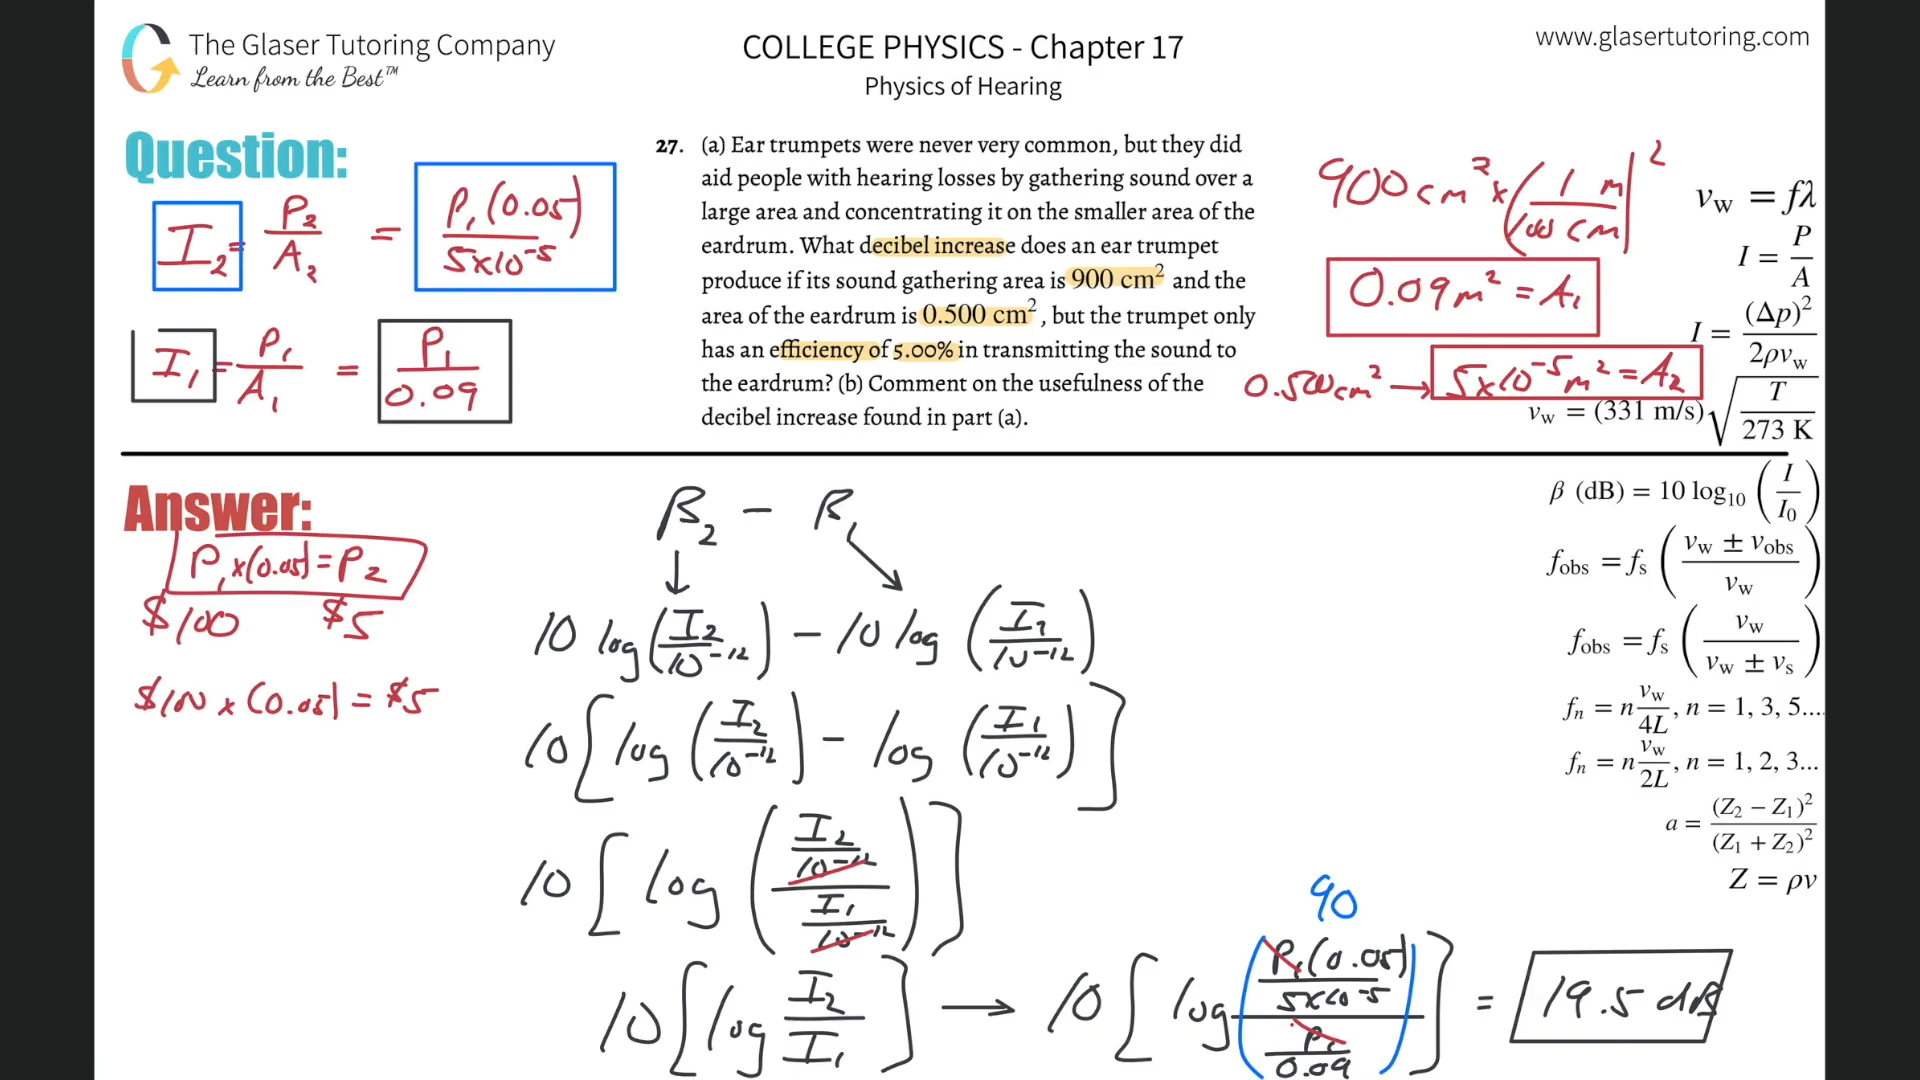 The Glaser Tutoring Company
Learn from the Best™
COLLEGE PHYSICS - Chapter 17
Physics of Hearing
www.glasertutoring.com
Question:
I₂ = P₂/A₂ = P₁(0.05)/5x10⁻⁵
I₁ = P₁/A₁ = P₁/0.09
27. (a) Ear trumpets were never very common, but they did
aid people with hearing losses by gathering sound over a
large area and concentrating it on the smaller area of the
eardrum. What decibel increase does an ear trumpet
produce if its sound gathering area is 900 cm² and the
area of the eardrum is 0.500 cm², but the trumpet only
has an efficiency of 5.00% in transmitting the sound to
the eardrum? (b) Comment on the usefulness of the
decibel increase found in part (a).
900 cm² x (1 m/100 cm)²
0.09 m² = A₁
0.500 cm² → 5x10⁻⁵ m² = A₂
v_w = fλ
I = P/A
I = (Δp)²/2ρv_w
v_w = (331 m/s)√(T/273 K)
β (dB) = 10 log₁₀ (I/I₀)
f_obs = f_s ((v_w ± v_obs)/v_w)
f_obs = f_s (v_w/(v_w ± v_s))
f_n = n v_w/4L, n = 1, 3, 5...
f_n = n v_w/2L, n = 1, 2, 3...
a = (Z₂ − Z₁)²/(Z₁ + Z₂)²
Z = ρv
Answer:
P₁x(0.05) = P₂
$100 $5
$100 x (0.05) = $5
β₂ − β₁
10 log(I₂/10⁻¹²) − 10 log(I₁/10⁻¹²)
10[log(I₂/10⁻¹²) − log(I₁/10⁻¹²)]
10[log((I₂/10⁻¹²)/(I₁/10⁻¹²))]
10[log I₂/I₁] → 10[log((P₁(0.05)/5x10⁻⁵)/(P₁/0.09))] = 19.5 dB
90